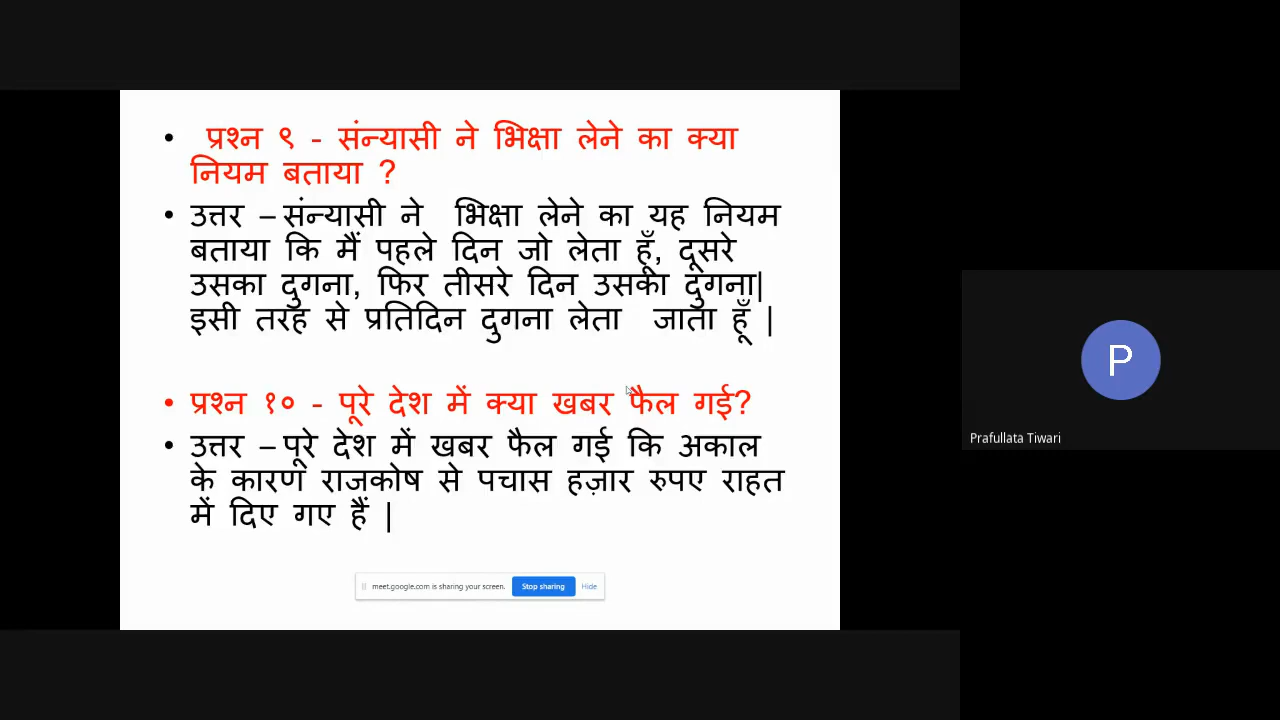 • प्रश्न ९ - संन्यासी ने भिक्षा लेने का क्या
नियम बताया ?
• उत्तर – संन्यासी ने भिक्षा लेने का यह नियम
बताया कि मैं पहले दिन जो लेता हूँ, दूसरे
उसका दुगना, फिर तीसरे दिन उसका दुगना|
इसी तरह से प्रतिदिन दुगना लेता जाता हूँ |
• प्रश्न १० - पूरे देश में क्या खबर फैल गई?
• उत्तर – पूरे देश में खबर फैल गई कि अकाल
के कारण राजकोष से पचास हज़ार रुपए राहत
में दिए गए हैं |
meet.google.com is sharing your screen. Stop sharing Hide
P
Prafullata Tiwari